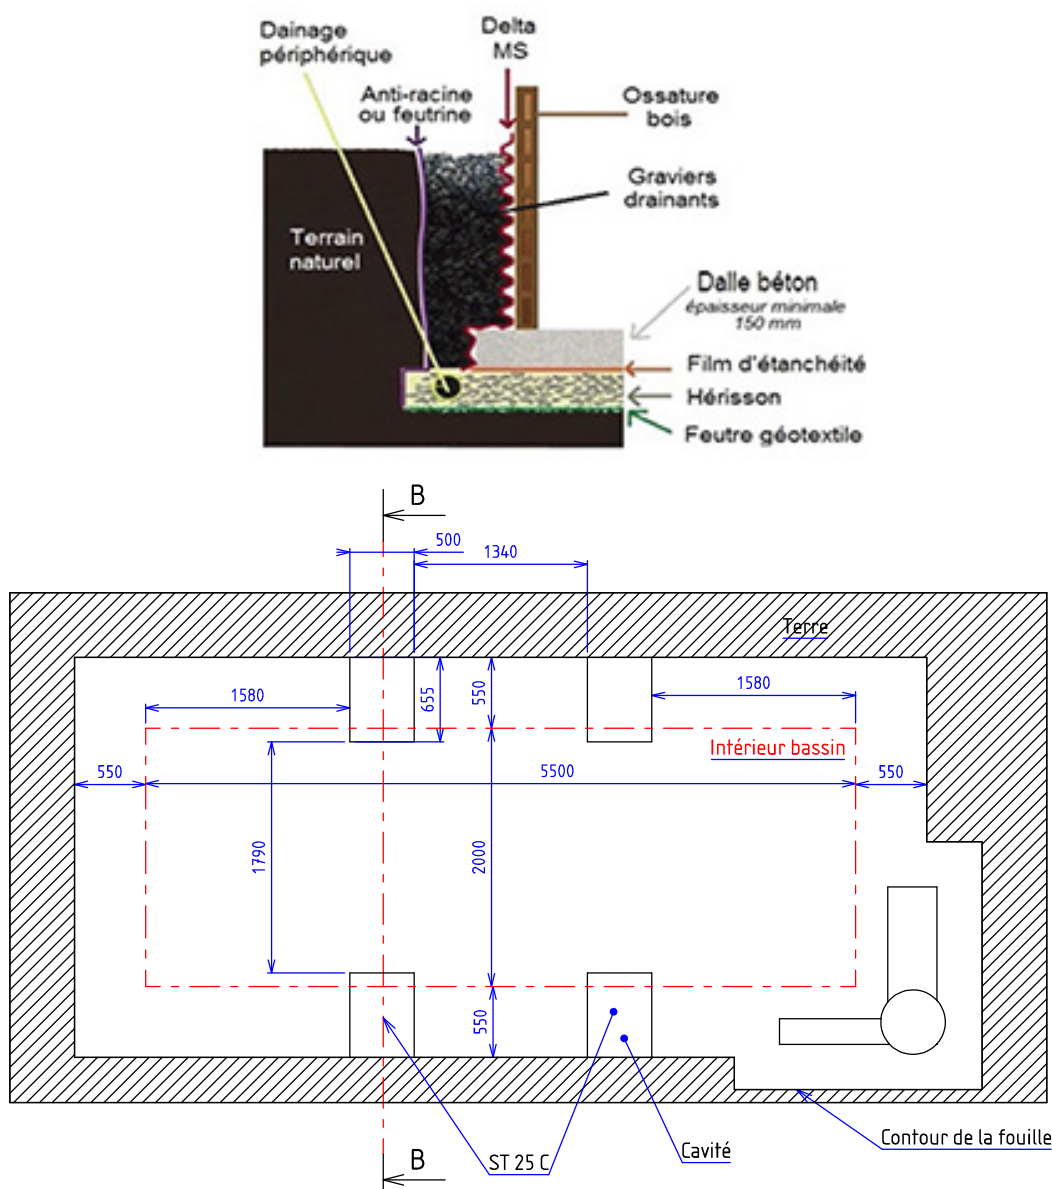 Dainage
périphérique
Delta
MS
Anti-racine
ou feutrine
Ossature
bois
Graviers
drainants
Terrain
naturel
Dalle béton
épaisseur minimale
150 mm
Film d'étanchéité
Hérisson
Feutre géotextile
B
500
1340
Terre
1580
655
550
1580
Intérieur bassin
550
5500
550
1790
2000
550
B
ST 25 C
Cavité
Contour de la fouille